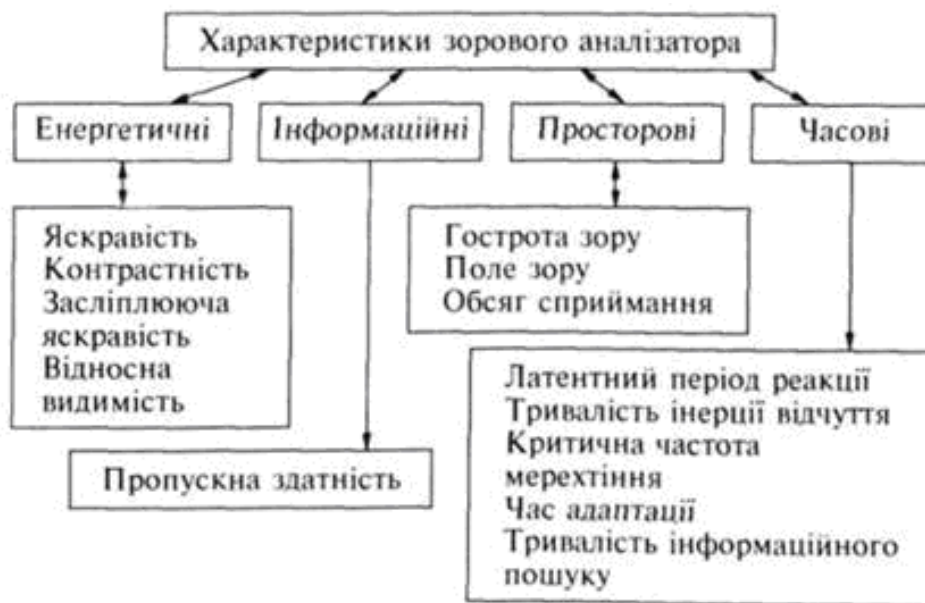 Характеристики зорового аналізатора
Енергетичні
Інформаційні
Просторові
Часові
Яскравість
Контрастність
Засліплююча
яскравість
Відносна
видимість
Гострота зору
Поле зору
Обсяг сприймання
Пропускна здатність
Латентний період реакції
Тривалість інерції відчуття
Критична частота
мерехтіння
Час адаптації
Тривалість інформаційного
пошуку